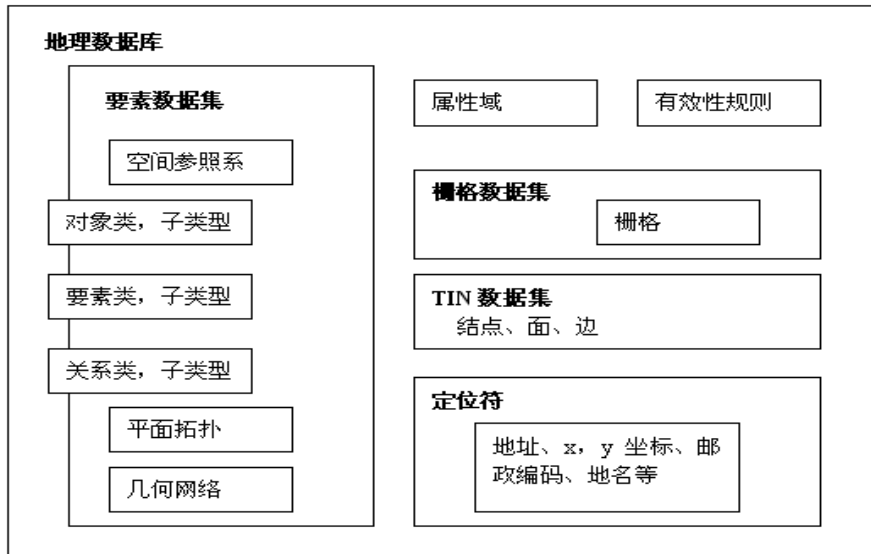 地理数据库
要素数据集
空间参照系
对象类，子类型
要素类，子类型
关系类，子类型
平面拓扑
几何网络
属性域
有效性规则
栅格数据集
栅格
TIN 数据集
结点、面、边
定位符
地址、x，y 坐标、邮
政编码、地名等